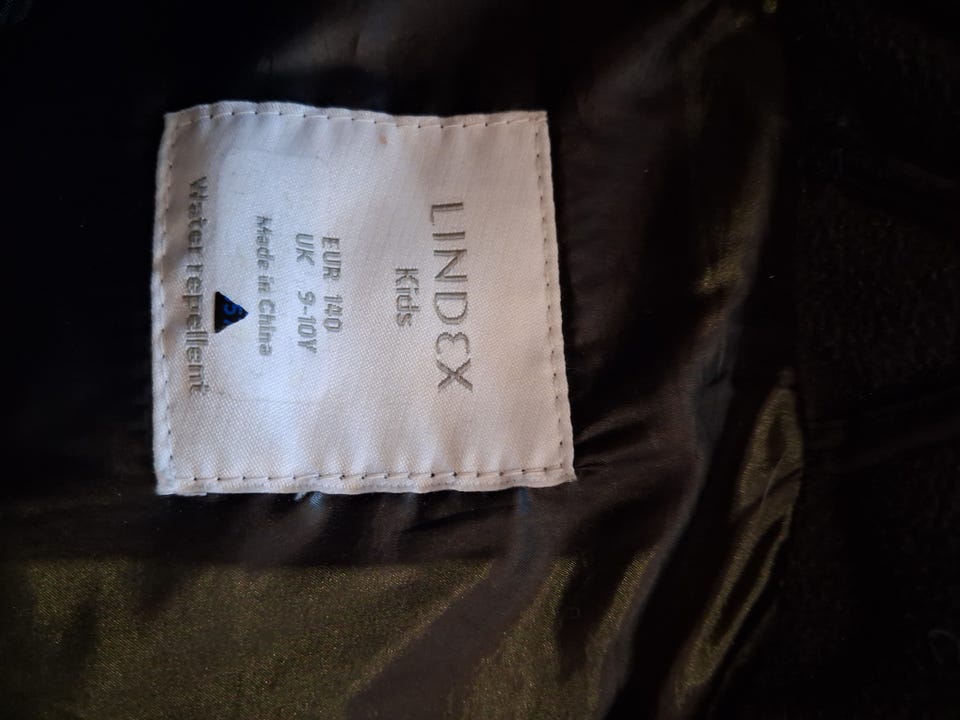 LINDEX
Kids
EUR 140
UK 9-10Y
Made in China
Water repellent